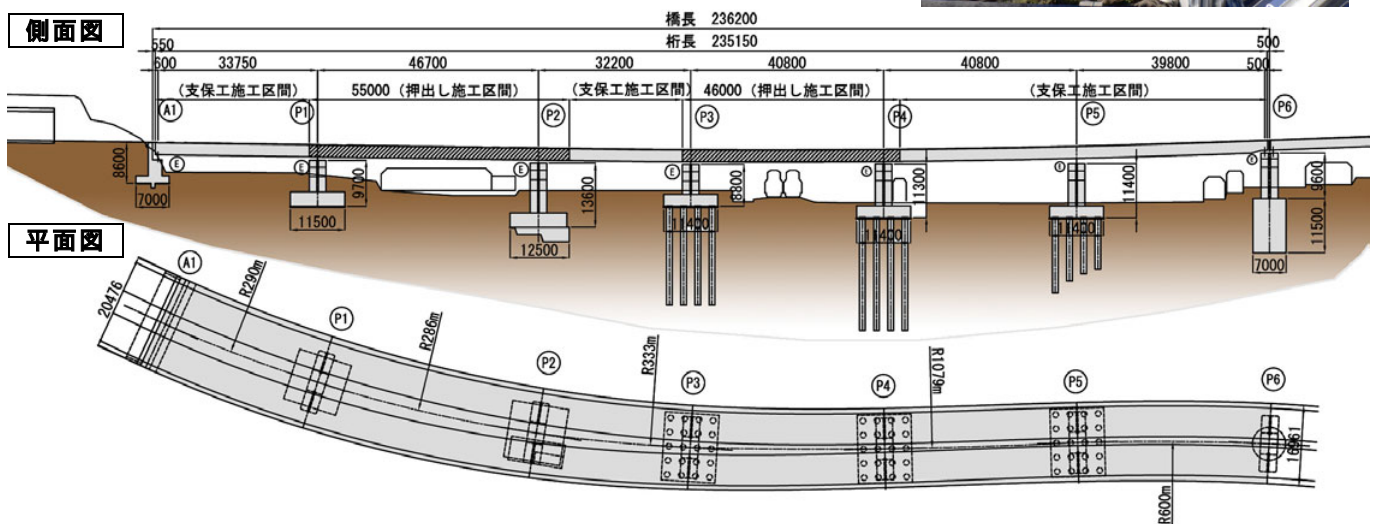 側面図
橋長 236200
桁長 235150
550 500
600 33750 46700 32200 40800 40800 39800 500
(支保工施工区間) 55000 (押出し施工区間) (支保工施工区間) 46000 (押出し施工区間) (支保工施工区間)
A1 P1 P2 P3 P4 P5 P6
E E E E E E E
8600 9700 13600 8800 11300 11400 9600
7000 11500 12500 11400 11400 11400 7000 11500
平面図
A1 P1 P2 P3 P4 P5 P6
20476 R290m R286m R333m R1079m R600m 16961